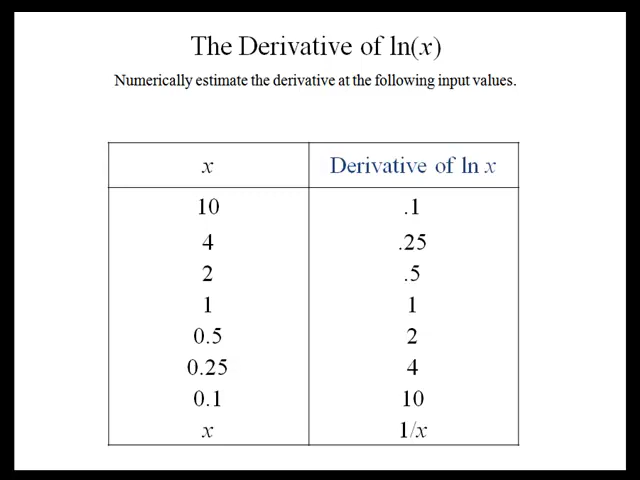 The Derivative of ln(x)
Numerically estimate the derivative at the following input values.
x Derivative of ln x
10 .1
4 .25
2 .5
1 1
0.5 2
0.25 4
0.1 10
x 1/x